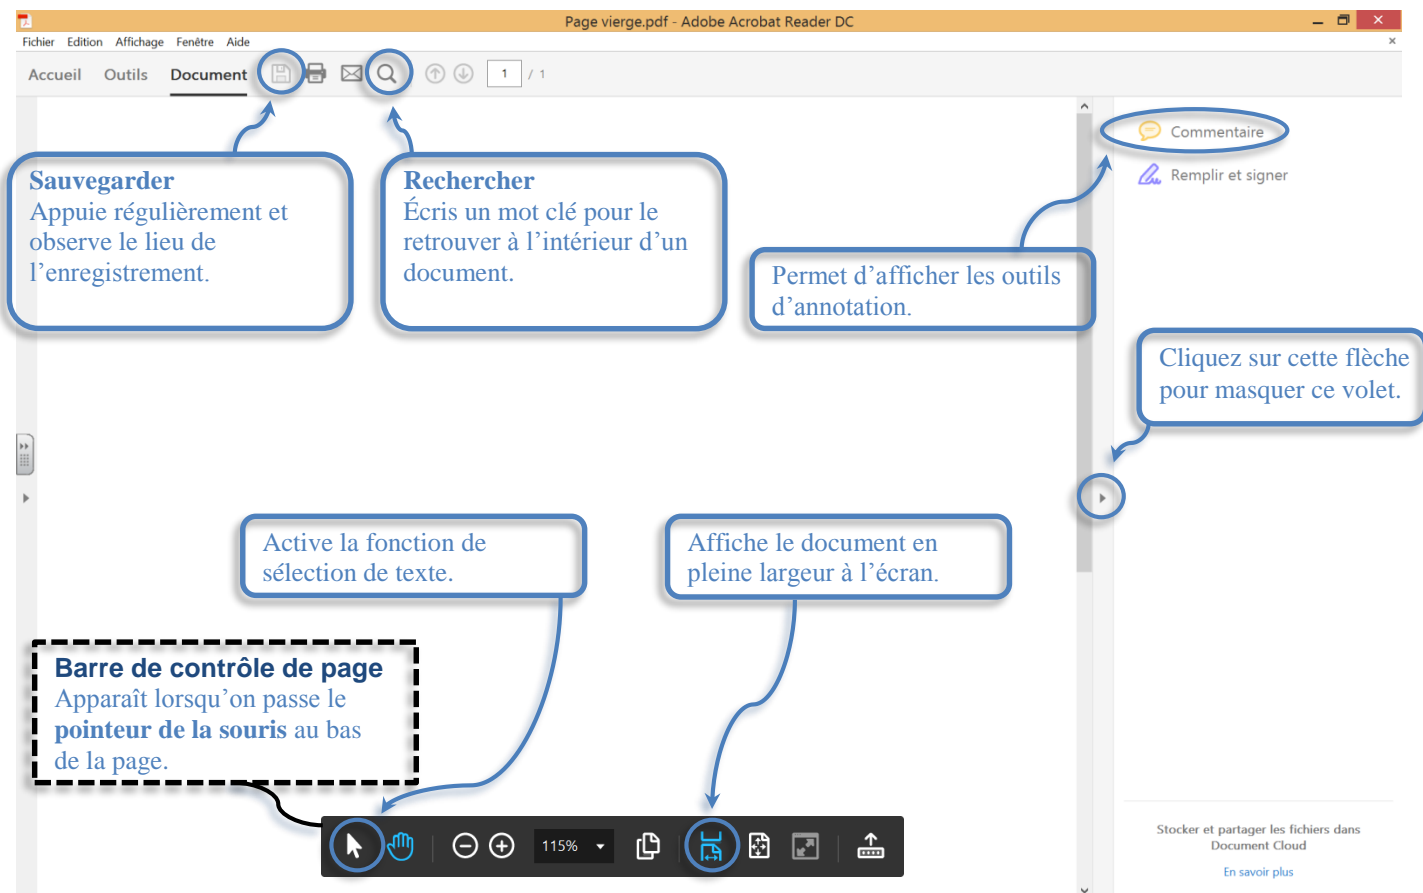 Page vierge.pdf - Adobe Acrobat Reader DC
Fichier Edition Affichage Fenêtre Aide
Accueil Outils Document 1 / 1
Commentaire
Remplir et signer
Sauvegarder
Appuie régulièrement et
observe le lieu de
l’enregistrement.
Rechercher
Écris un mot clé pour le
retrouver à l’intérieur d’un
document.
Permet d’afficher les outils
d’annotation.
Cliquez sur cette flèche
pour masquer ce volet.
Active la fonction de
sélection de texte.
Affiche le document en
pleine largeur à l’écran.
Barre de contrôle de page
Apparaît lorsqu’on passe le
pointeur de la souris au bas
de la page.
115%
Stocker et partager les fichiers dans
Document Cloud
En savoir plus